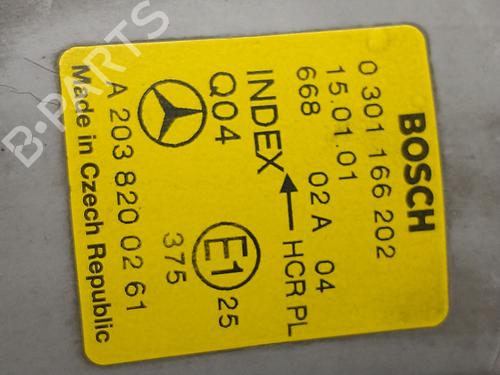 BOSCH
0 301 166 202
15.01.01
668 02 A 04
INDEX ← HCR PL
Q04
E1 25
375
A 203 820 02 61
Made in Czech Republic
B-PARTS